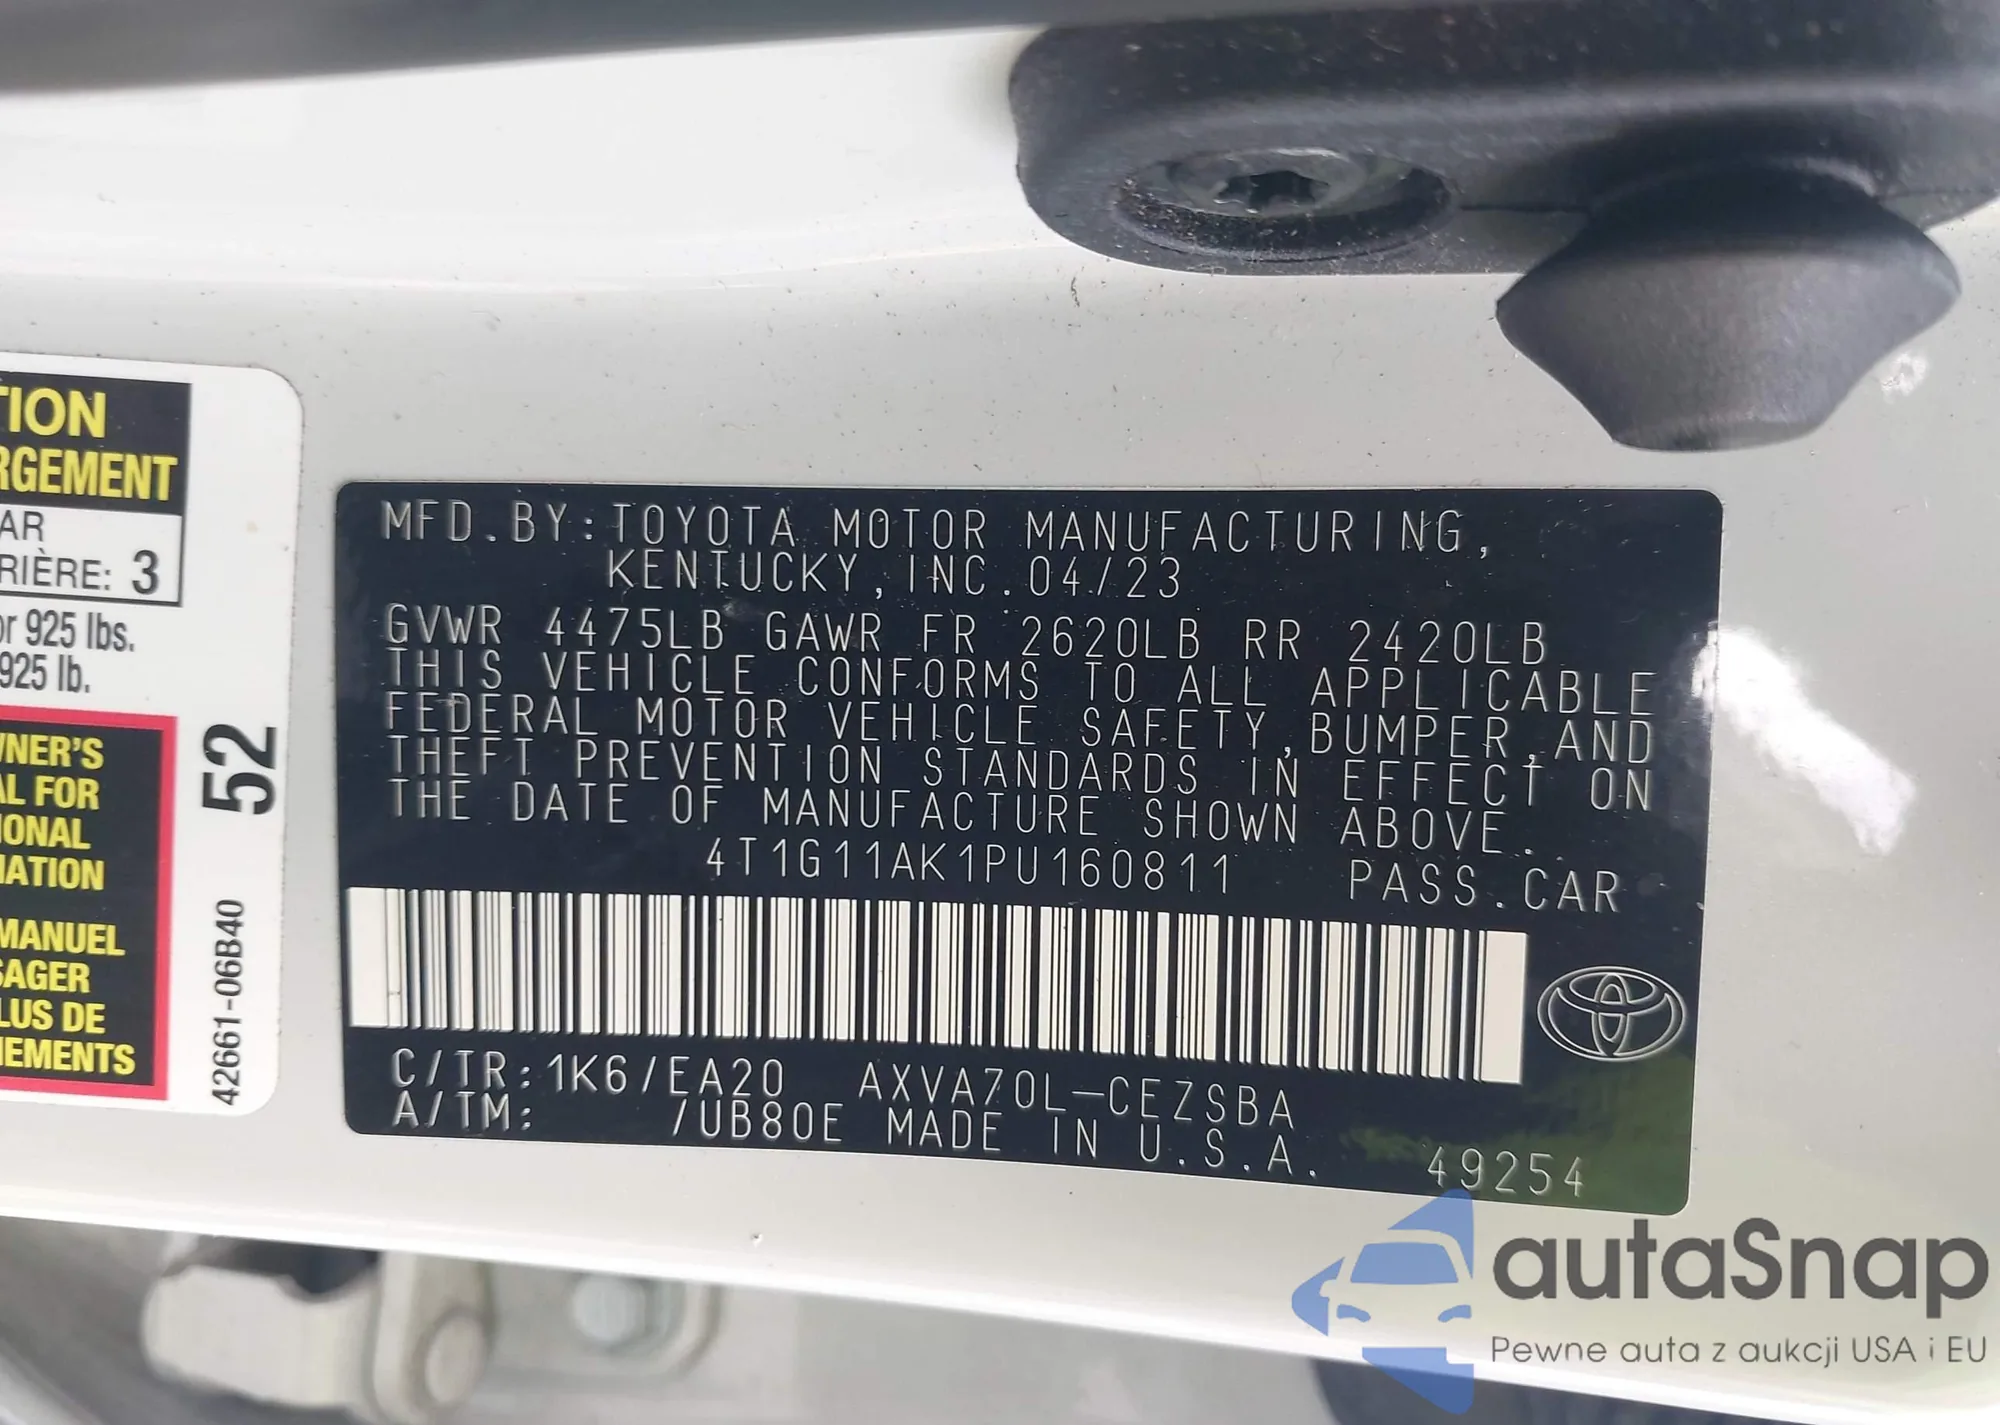 TION
RGEMENT
AR
RIÈRE: 3
or 925 lbs.
925 lb.
WNER'S
AL FOR
IONAL
IATION
MANUEL
SAGER
LUS DE
IEMENTS
52
42661-06B40
MFD.BY:TOYOTA MOTOR MANUFACTURING,
KENTUCKY,INC.04/23
GVWR 4475LB GAWR FR 2620LB RR 2420LB
THIS VEHICLE CONFORMS TO ALL APPLICABLE
FEDERAL MOTOR VEHICLE SAFETY,BUMPER,AND
THEFT PREVENTION STANDARDS IN EFFECT ON
THE DATE OF MANUFACTURE SHOWN ABOVE.
4T1G11AK1PU160811 PASS.CAR
C/TR:1K6/EA20 AXVA70L-CEZSBA
A/TM: /UB80E MADE IN U.S.A.
49254
autaSnap
Pewne auta z aukcji USA i EU